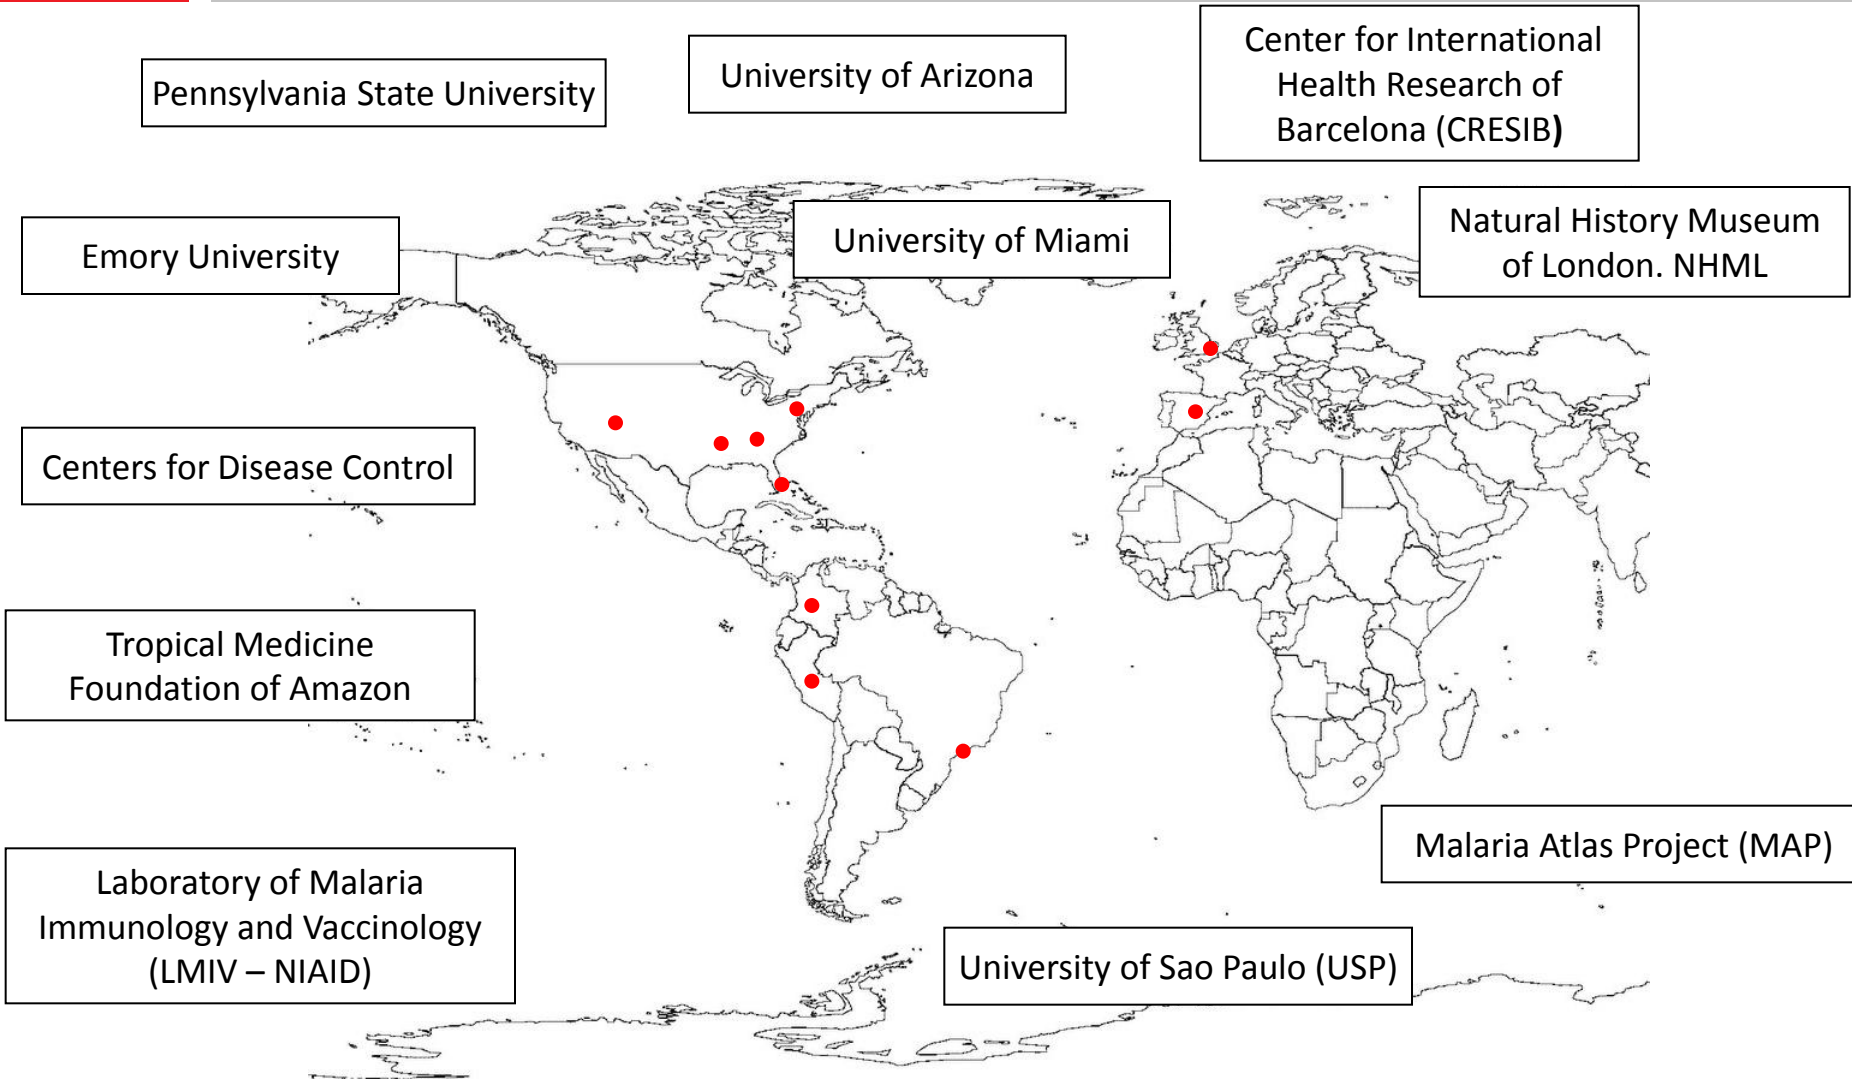 Pennsylvania State University
University of Arizona
Center for International
Health Research of
Barcelona (CRESIB)
Emory University
University of Miami
Natural History Museum
of London. NHML
Centers for Disease Control
Tropical Medicine
Foundation of Amazon
Malaria Atlas Project (MAP)
Laboratory of Malaria
Immunology and Vaccinology
(LMIV – NIAID)
University of Sao Paulo (USP)